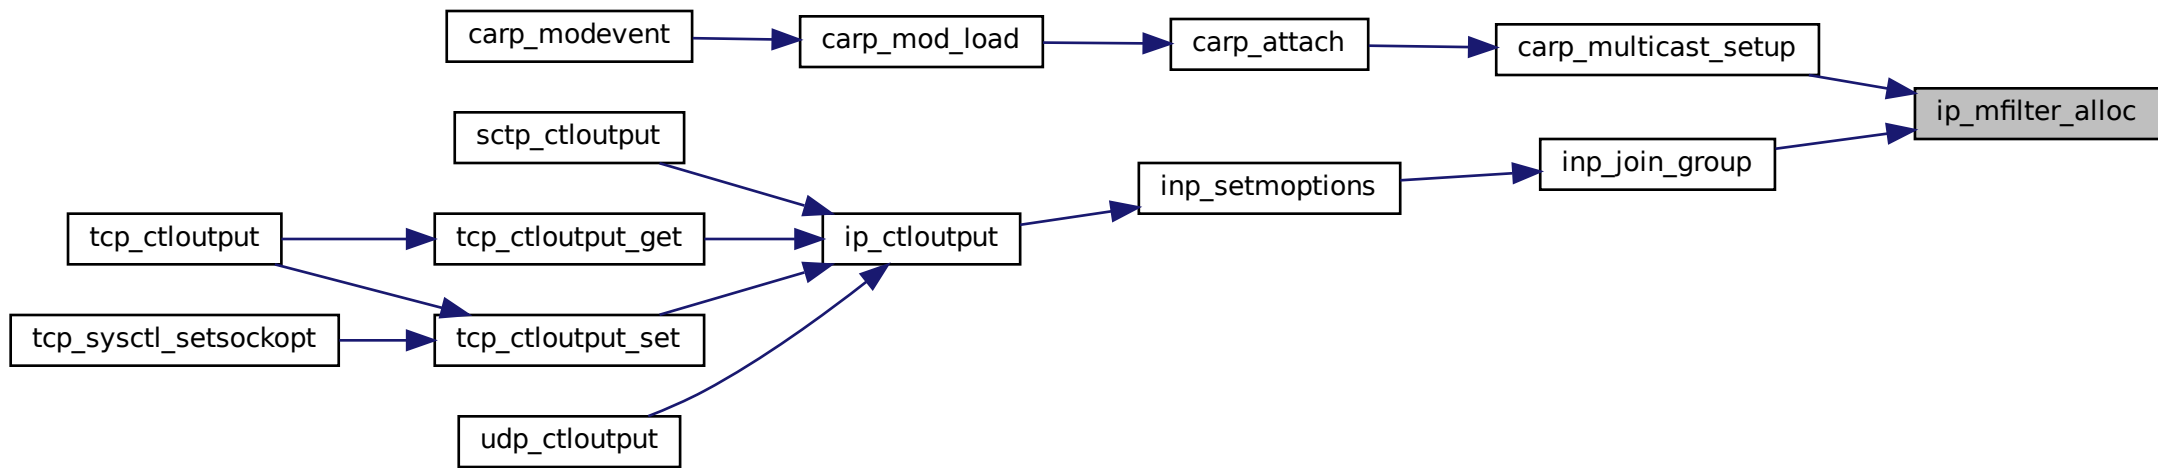 carp_modevent
carp_mod_load
carp_attach
carp_multicast_setup
ip_mfilter_alloc
sctp_ctloutput
inp_join_group
inp_setmoptions
tcp_ctloutput
tcp_ctloutput_get
ip_ctloutput
tcp_sysctl_setsockopt
tcp_ctloutput_set
udp_ctloutput